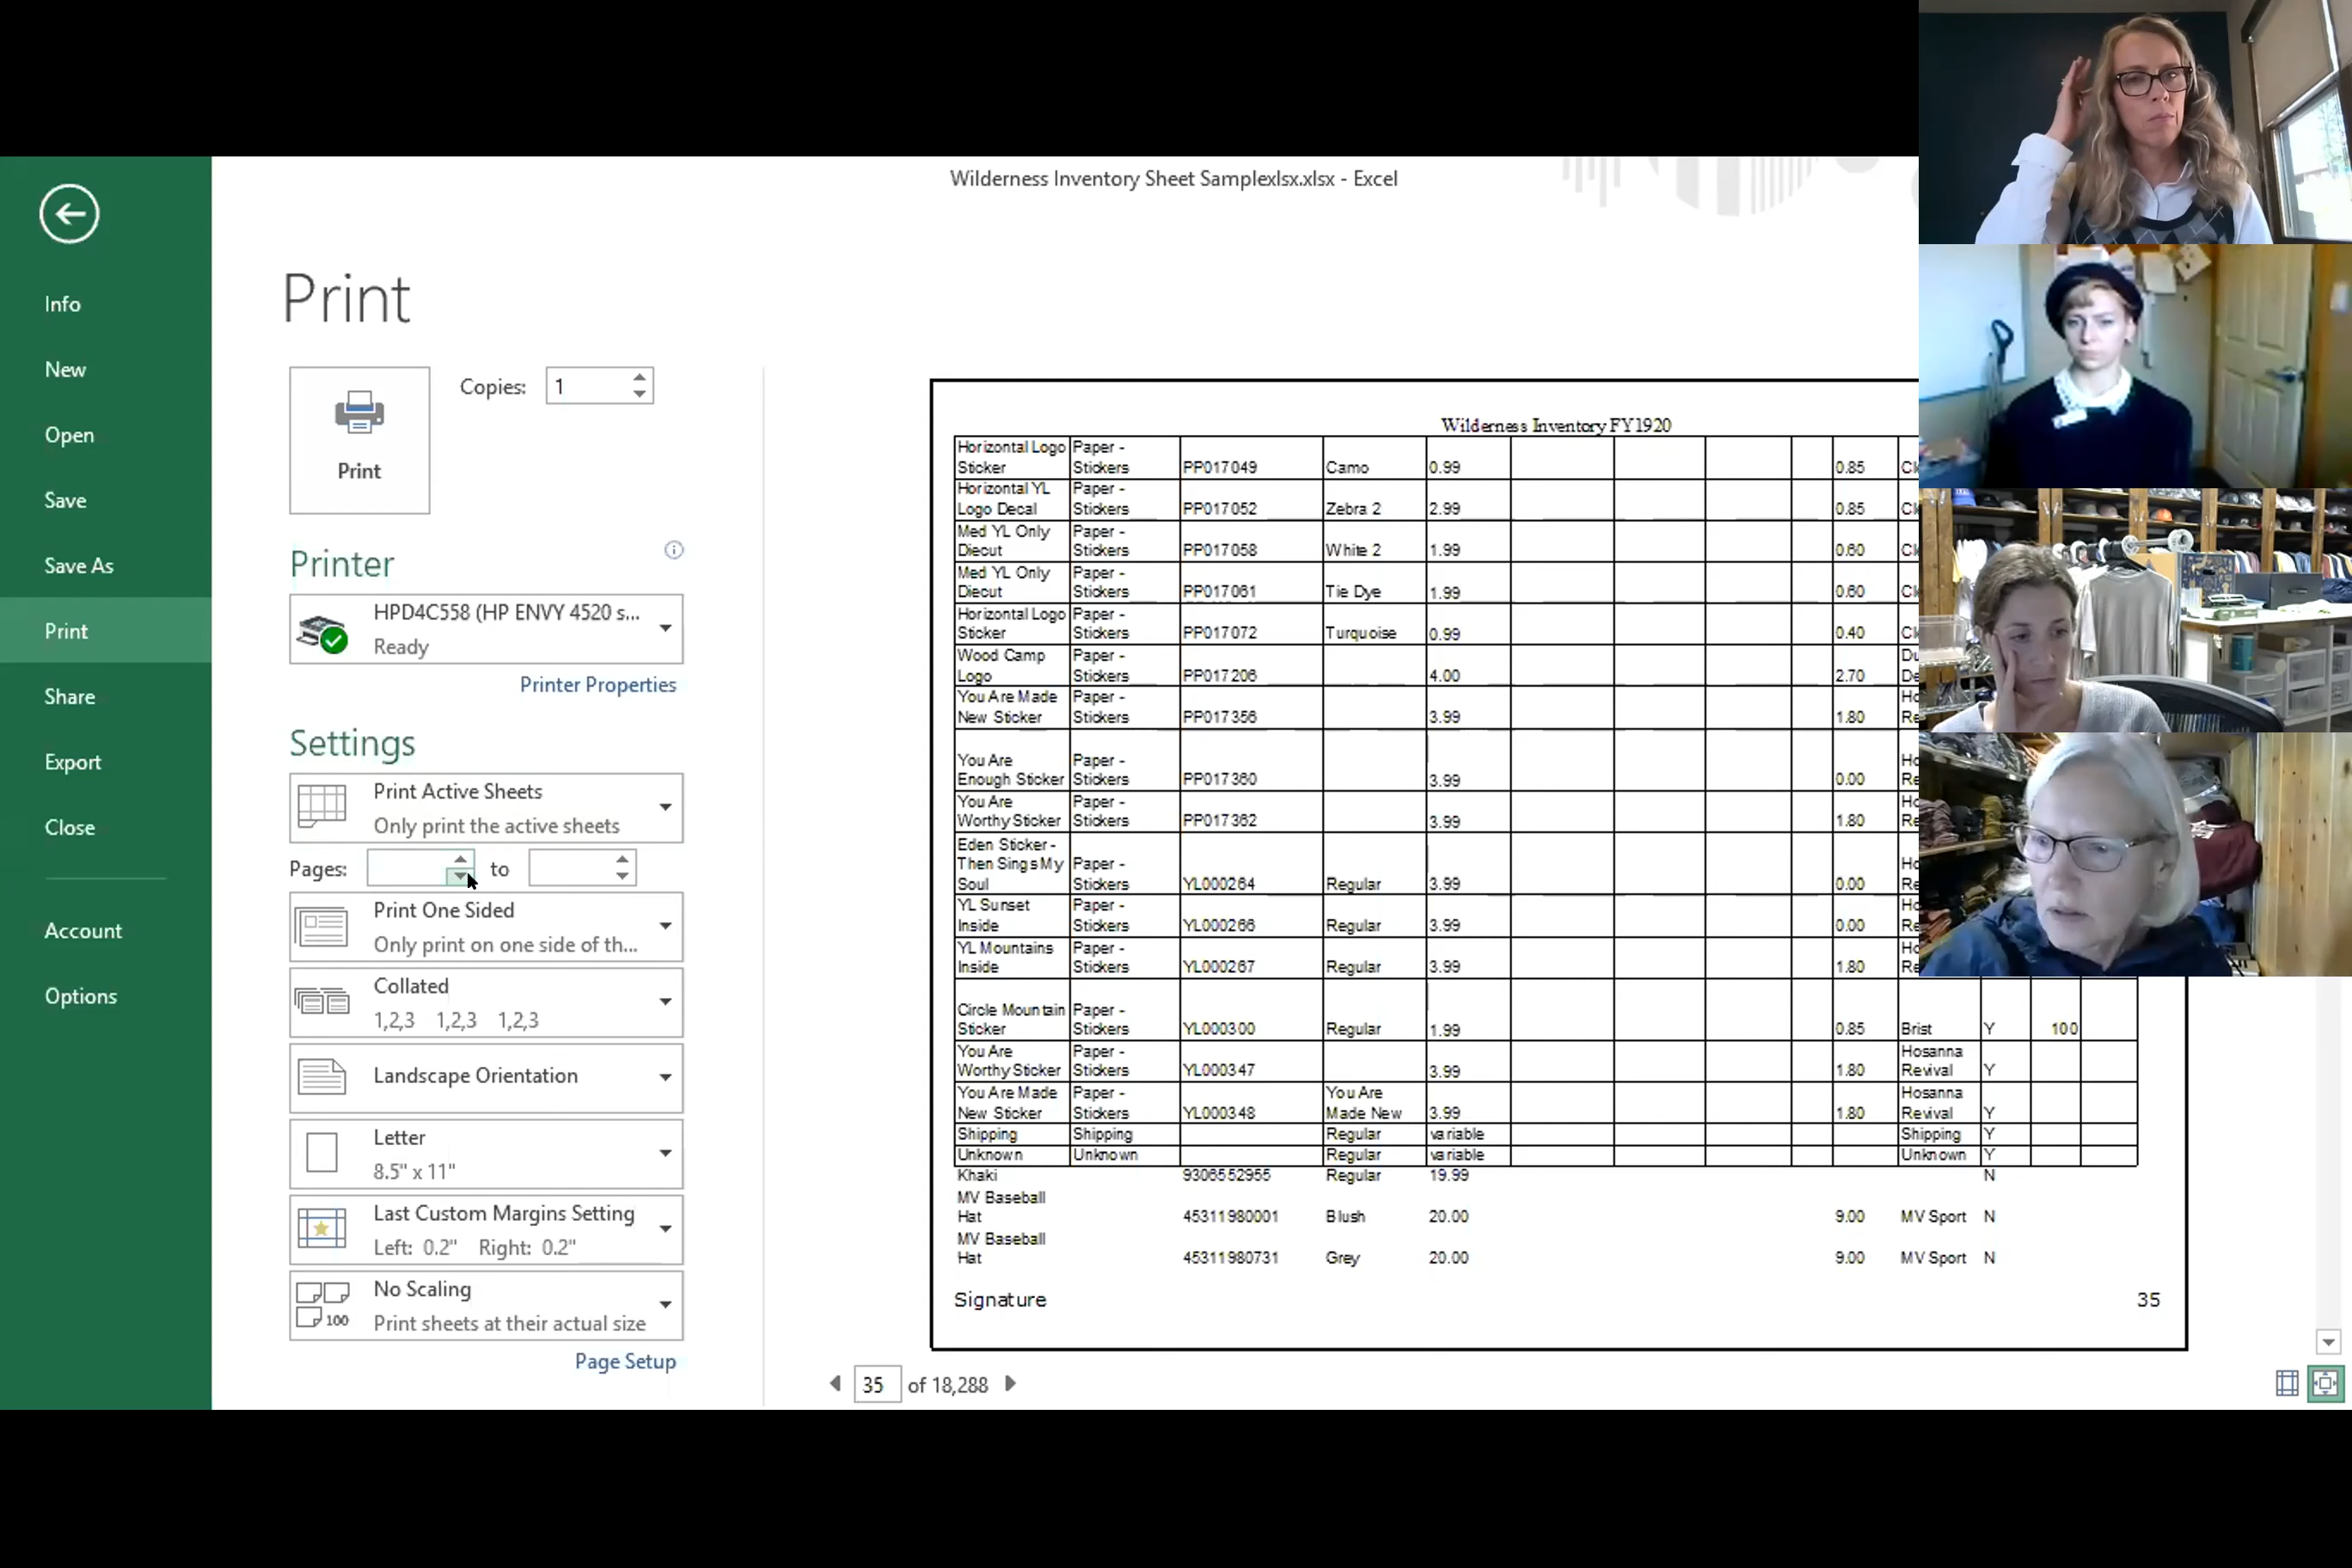 Wilderness Inventory Sheet Samplexlsx.xlsx - Excel
Info
New
Open
Save
Save As
Print
Share
Export
Close
Account
Options
Print
Print
Copies: 1
Printer
HPD4C558 (HP ENVY 4520 s...
Ready
Printer Properties
Settings
Print Active Sheets
Only print the active sheets
Pages: to
Print One Sided
Only print on one side of th...
Collated
1,2,3 1,2,3 1,2,3
Landscape Orientation
Letter
8.5" x 11"
Last Custom Margins Setting
Left: 0.2" Right: 0.2"
No Scaling
100 Print sheets at their actual size
Page Setup
Wilderness Inventory FY1920
Horizontal Logo Paper -
Sticker Stickers PP017049 Camo 0.99 0.85
Horizontal YL Paper -
Logo Decal Stickers PP017052 Zebra 2 2.99 0.85
Med YL Only Paper -
Diecut Stickers PP017058 White 2 1.99 0.60
Med YL Only Paper -
Diecut Stickers PP017061 Tie Dye 1.99 0.60
Horizontal Logo Paper -
Sticker Stickers PP017072 Turquoise 0.99 0.40
Wood Camp Paper - Du
Logo Stickers PP017206 4.00 2.70 De
You Are Made Paper - Ho
New Sticker Stickers PP017356 3.99 1.80 Re
You Are Paper - Ho
Enough Sticker Stickers PP017360 3.99 0.00 Re
You Are Paper - Ho
Worthy Sticker Stickers PP017362 3.99 1.80 Re
Eden Sticker -
Then Sings My Paper - Ho
Soul Stickers YL000264 Regular 3.99 0.00 Re
YL Sunset Paper - Ho
Inside Stickers YL000266 Regular 3.99 0.00 Re
YL Mountains Paper - Ho
Inside Stickers YL000267 Regular 3.99 1.80 Re
Circle Mountain Paper -
Sticker Stickers YL000300 Regular 1.99 0.85 Brist Y 100
You Are Paper - Hosanna
Worthy Sticker Stickers YL000347 3.99 1.80 Revival Y
You Are Made Paper - You Are Hosanna
New Sticker Stickers YL000348 Made New 3.99 1.80 Revival Y
Shipping Shipping Regular variable Shipping Y
Unknown Unknown Regular variable Unknown Y
Khaki 9306552955 Regular 19.99 N
MV Baseball
Hat 45311980001 Blush 20.00 9.00 MV Sport N
MV Baseball
Hat 45311980731 Grey 20.00 9.00 MV Sport N
Signature 35
35 of 18,288